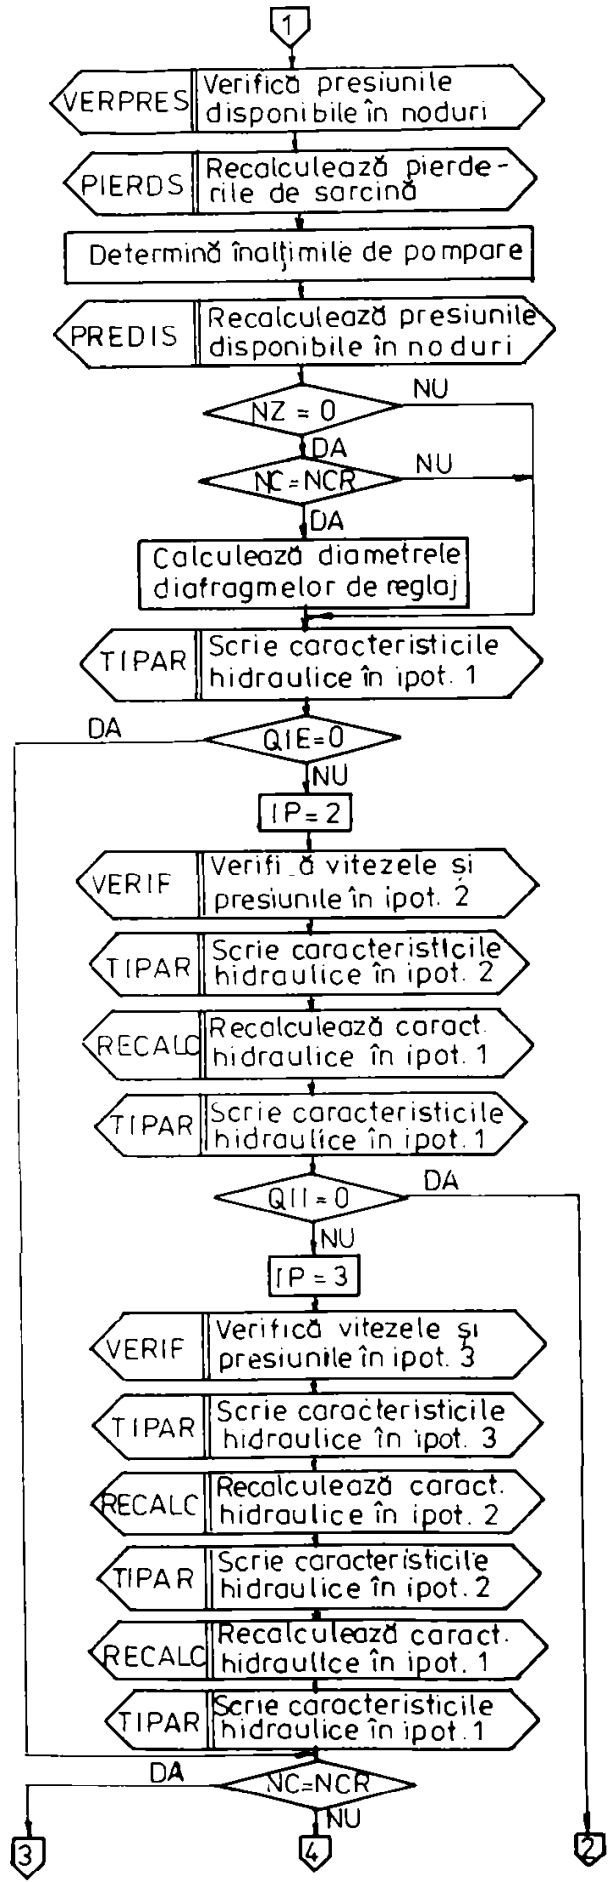 1
VERPRES
Verifică presiunile
disponibile în noduri
PIERDS
Recalculează pierde-
rile de sarcină
Determină înalțimile de pompare
PREDIS
Recalculează presiunile
disponibile în noduri
NZ = 0
NU
DA
NC=NCR
NU
DA
Calculează diametrele
diafragmelor de reglaj
TIPAR
Scrie caracteristicile
hidraulice în ipot. 1
DA
QIE=0
NU
IP = 2
VERIF
Verifi ă vitezele și
presiunile în ipot. 2
TIPAR
Scrie caracteristicile
hidraulice în ipot. 2
RECALC
Recalculează caract.
hidraulice în ipot. 1
TIPAR
Scrie caracteristicile
hidraulice în ipot. 1
QII = 0
DA
NU
IP = 3
VERIF
Verifică vitezele și
presiunile în ipot. 3
TIPAR
Scrie caracteristicile
hidraulice în ipot. 3
RECALC
Recalculează caract.
hidraulice în ipot. 2
TIPAR
Scrie caracteristicile
hidraulice în ipot. 2
RECALC
Recalculează caract.
hidraulice în ipot. 1
TIPAR
Scrie caracteristicile
hidraulice în ipot. 1
DA
NC=NCR
NU
3
4
2